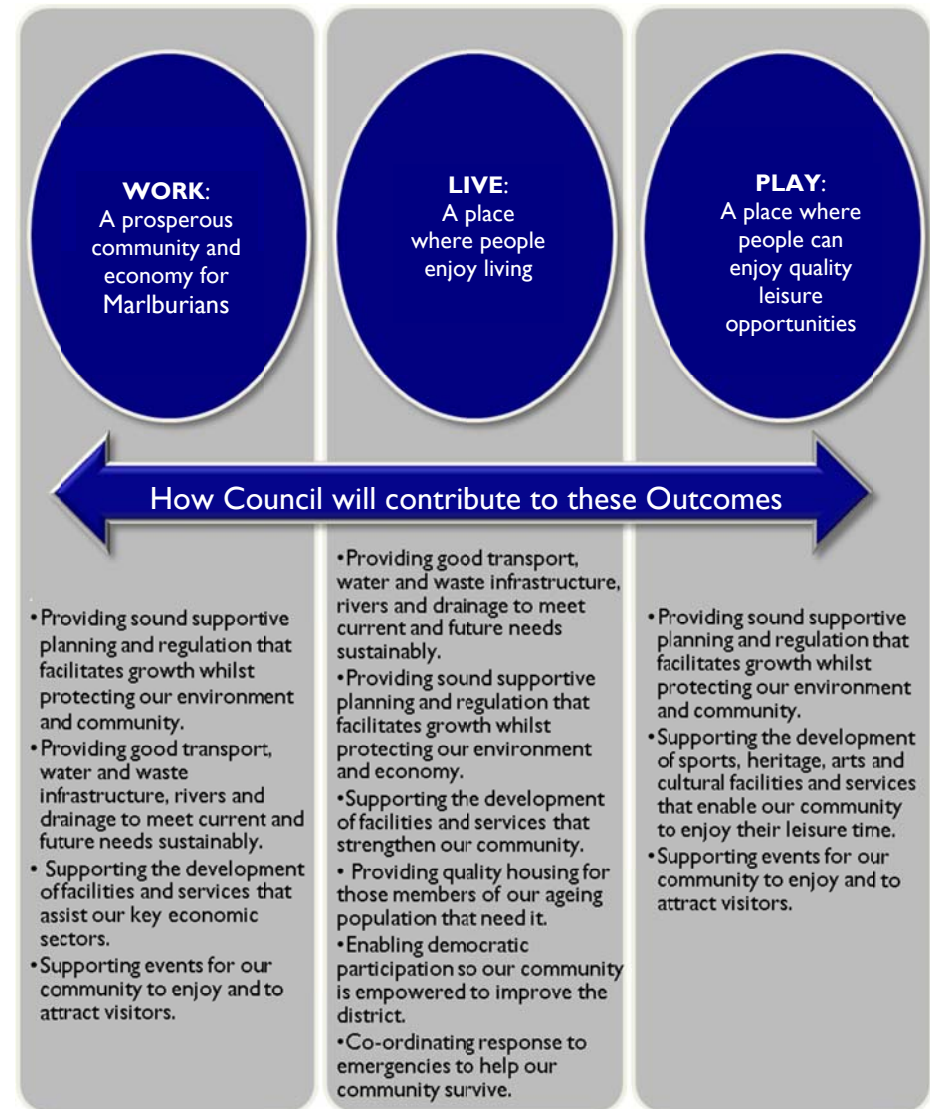 WORK:
A prosperous
community and
economy for
Marlburians
LIVE:
A place
where people
enjoy living
PLAY:
A place where
people can
enjoy quality
leisure
opportunities
How Council will contribute to these Outcomes
•Providing sound supportive
planning and regulation that
facilitates growth whilst
protecting our environment
and community.
•Providing good transport,
water and waste
infrastructure, rivers and
drainage to meet current and
future needs sustainably.
• Supporting the development
of facilities and services that
assist our key economic
sectors.
•Supporting events for our
community to enjoy and to
attract visitors.
•Providing good transport,
water and waste infrastructure,
rivers and drainage to meet
current and future needs
sustainably.
•Providing sound supportive
planning and regulation that
facilitates growth whilst
protecting our environment
and economy.
•Supporting the development
of facilities and services that
strengthen our community.
• Providing quality housing for
those members of our ageing
population that need it.
•Enabling democratic
participation so our community
is empowered to improve the
district.
•Co-ordinating response to
emergencies to help our
community survive.
•Providing sound supportive
planning and regulation that
facilitates growth whilst
protecting our environment
and community.
•Supporting the development
of sports, heritage, arts and
cultural facilities and services
that enable our community
to enjoy their leisure time.
•Supporting events for our
community to enjoy and to
attract visitors.